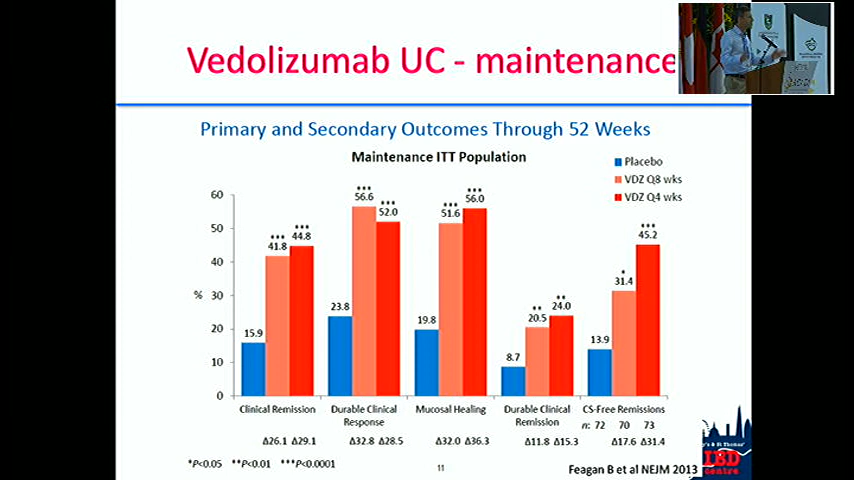 Vedolizumab UC - maintenance
Primary and Secondary Outcomes Through 52 Weeks
Maintenance ITT Population
Placebo
VDZ Q8 wks
VDZ Q4 wks
%
60
50
40
30
20
10
0
15.9
***
41.8
***
44.8
23.8
***
56.6
***
52.0
19.8
***
51.6
***
56.0
8.7
**
20.5
**
24.0
13.9
*
31.4
***
45.2
Clinical Remission
Durable Clinical
Response
Mucosal Healing
Durable Clinical
Remission
CS-Free Remissions
n: 72 70 73
Δ26.1 Δ29.1
Δ32.8 Δ28.5
Δ32.0 Δ36.3
Δ11.8 Δ15.3
Δ17.6 Δ31.4
*P<0.05 **P<0.01 ***P<0.0001
11
Feagan B et al NEJM 2013
IBD
centre